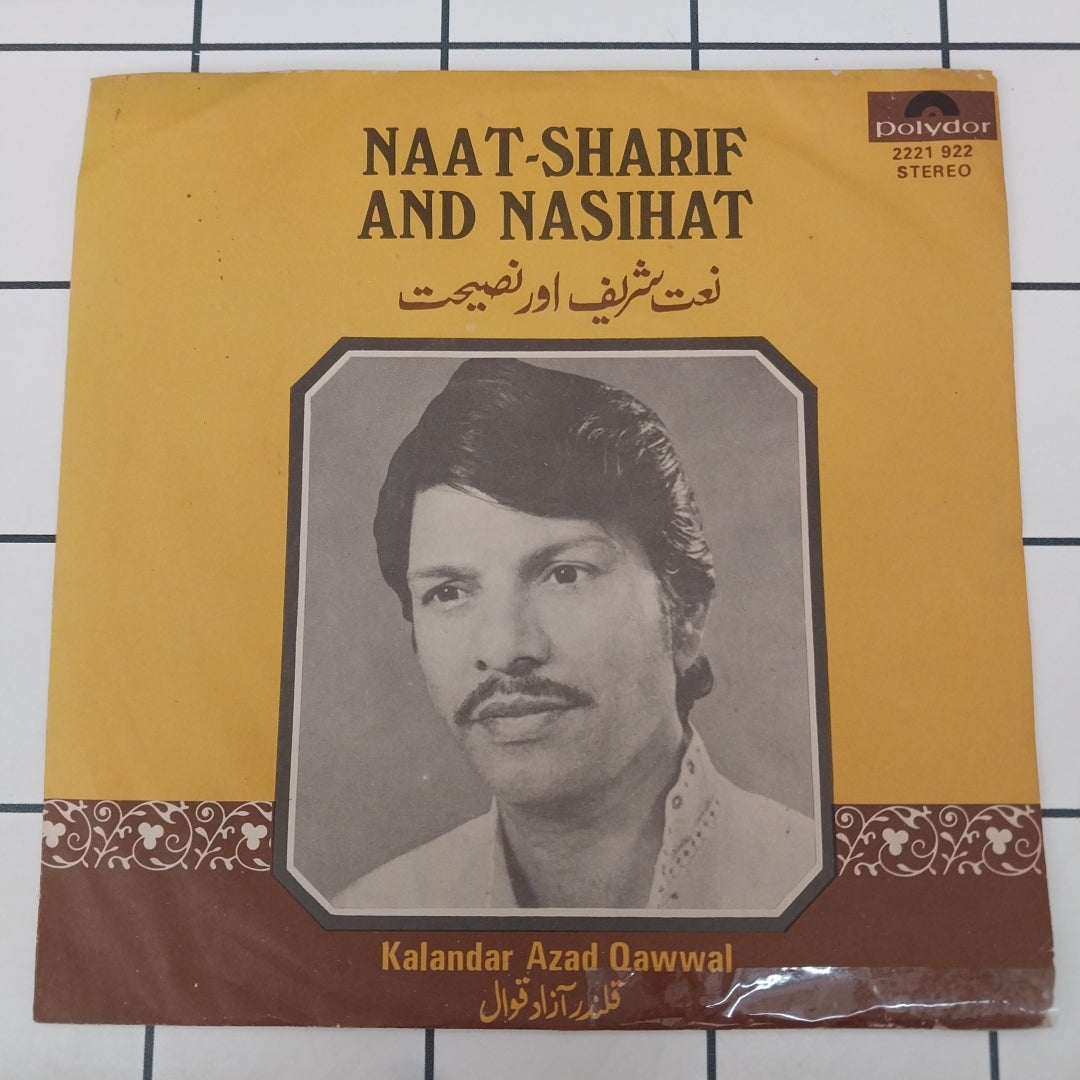 polydor
2221 922
STEREO
NAAT-SHARIF
AND NASIHAT
نعت شریف اور نصیحت
Kalandar Azad Qawwal
قلندر آزاد قوال